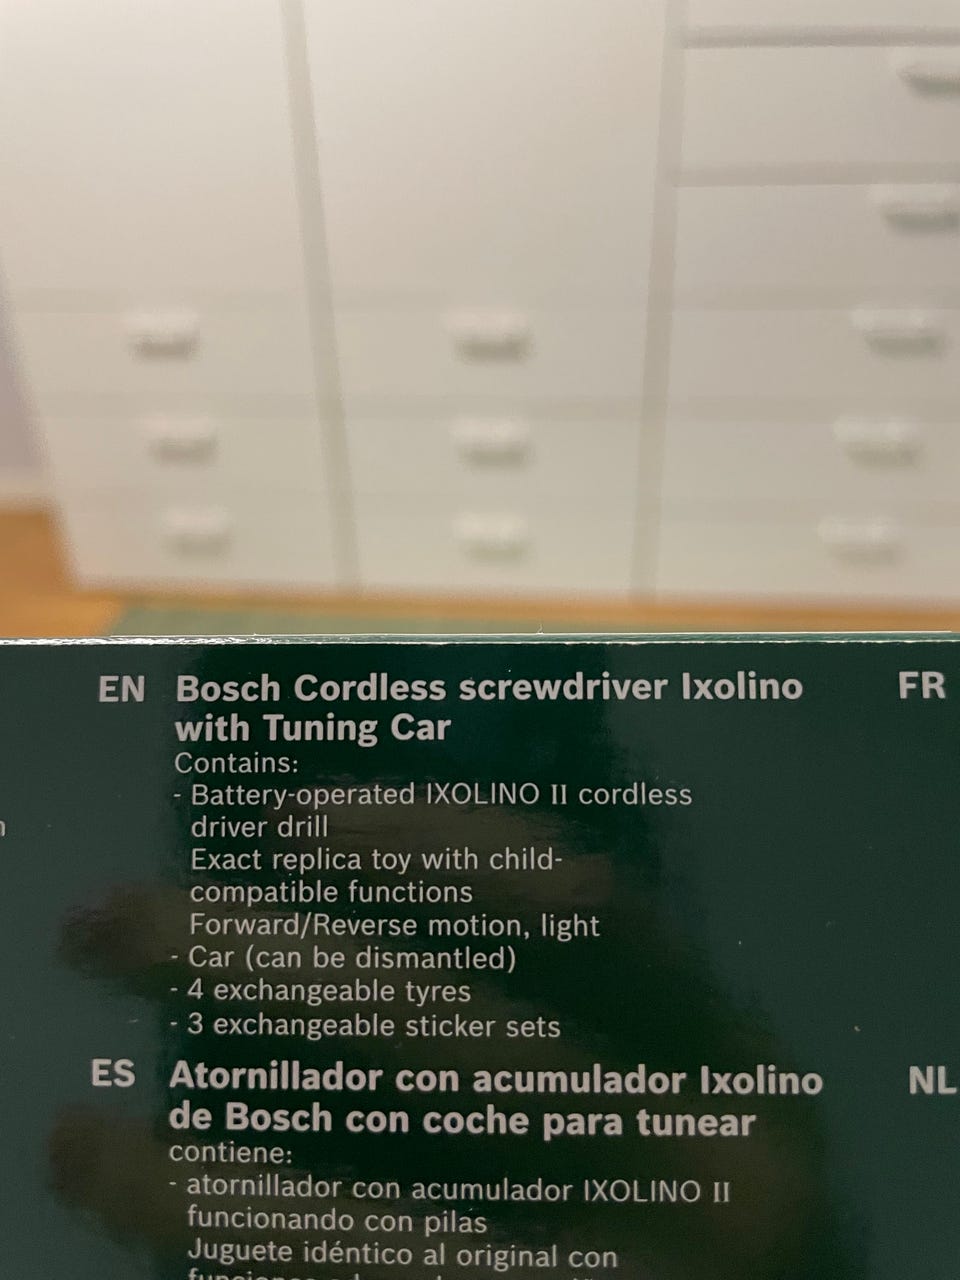 EN Bosch Cordless screwdriver Ixolino
with Tuning Car
Contains:
- Battery-operated IXOLINO II cordless
driver drill
Exact replica toy with child-
compatible functions
Forward/Reverse motion, light
- Car (can be dismantled)
- 4 exchangeable tyres
- 3 exchangeable sticker sets
ES Atornillador con acumulador Ixolino
de Bosch con coche para tunear
contiene:
- atornillador con acumulador IXOLINO II
funcionando con pilas
Juguete idéntico al original con
FR
NL